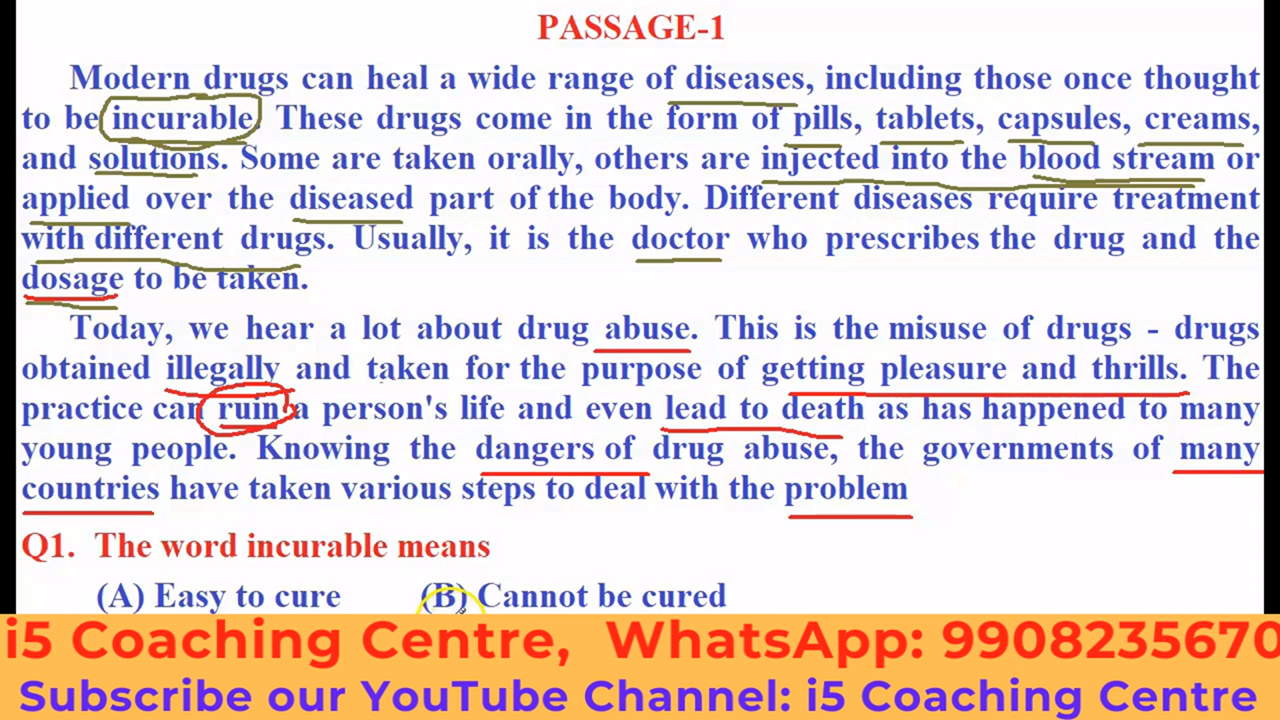 PASSAGE-1
Modern drugs can heal a wide range of diseases, including those once thought
to be incurable. These drugs come in the form of pills, tablets, capsules, creams,
and solutions. Some are taken orally, others are injected into the blood stream or
applied over the diseased part of the body. Different diseases require treatment
with different drugs. Usually, it is the doctor who prescribes the drug and the
dosage to be taken.
Today, we hear a lot about drug abuse. This is the misuse of drugs - drugs
obtained illegally and taken for the purpose of getting pleasure and thrills. The
practice can ruin a person's life and even lead to death as has happened to many
young people. Knowing the dangers of drug abuse, the governments of many
countries have taken various steps to deal with the problem
Q1. The word incurable means
(A) Easy to cure (B) Cannot be cured
i5 Coaching Centre, WhatsApp: 9908235670
Subscribe our YouTube Channel: i5 Coaching Centre